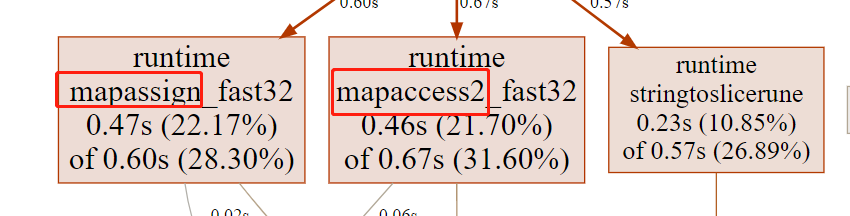 0.60s
0.67s
0.57s
runtime
mapassign_fast32
0.47s (22.17%)
of 0.60s (28.30%)
runtime
mapaccess2_fast32
0.46s (21.70%)
of 0.67s (31.60%)
runtime
stringtoslicerune
0.23s (10.85%)
of 0.57s (26.89%)
0.02s
0.06s